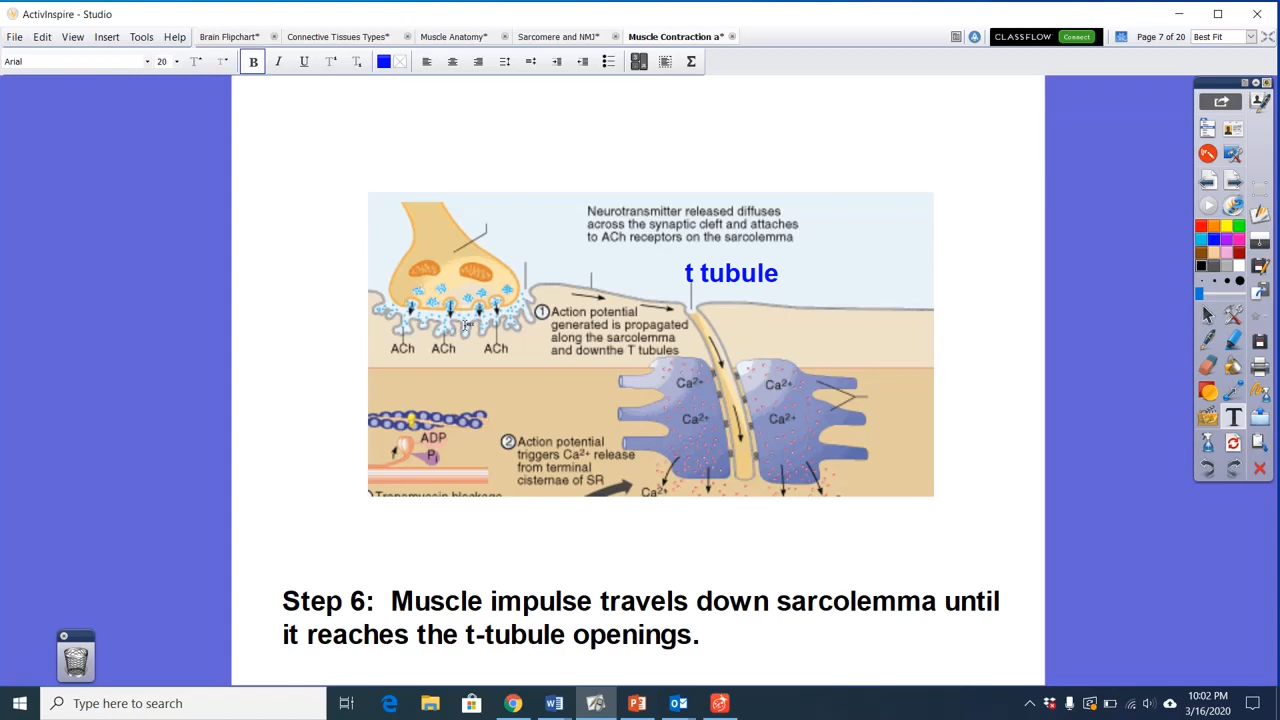 ActivInspire - Studio
File Edit View Insert Tools Help
Brain Flipchart* Connective Tissues Types* Muscle Anatomy* Sarcomere and NMJ* Muscle Contraction a*
CLASSFLOW Connect
Page 7 of 20
Best Fit
Arial 20 B I U
Neurotransmitter released diffuses
across the synaptic cleft and attaches
to ACh receptors on the sarcolemma
t tubule
① Action potential
generated is propagated
along the sarcolemma
and downthe T tubules
ACh ACh ACh
Ca²⁺ Ca²⁺
Ca²⁺ Ca²⁺
ADP
Pᵢ
② Action potential
triggers Ca²⁺ release
from terminal
cisternae of SR
Ca²⁺
Tropomyosin blockage
Step 6: Muscle impulse travels down sarcolemma until
it reaches the t-tubule openings.
Type here to search
10:02 PM
3/16/2020